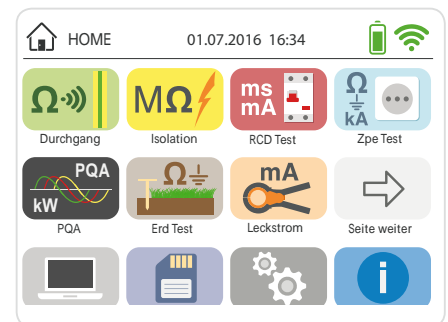 HOME 01.07.2016 16:34
Ω MΩ ms mA Ω kA
Durchgang Isolation RCD Test Zpe Test
PQA kW Ω mA
PQA Erd Test Leckstrom Seite weiter
i